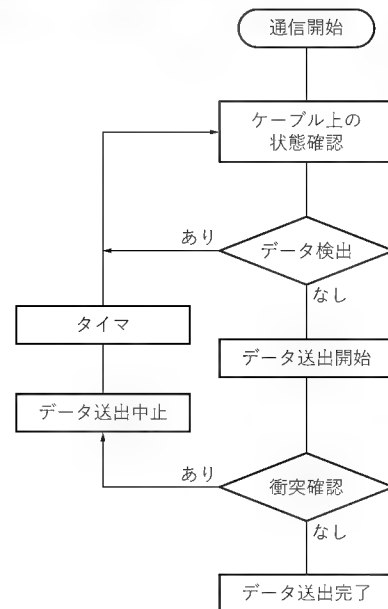 通信開始
ケーブル上の
状態確認
あり
データ検出
なし
タイマ
データ送出開始
データ送出中止
あり
衝突確認
なし
データ送出完了